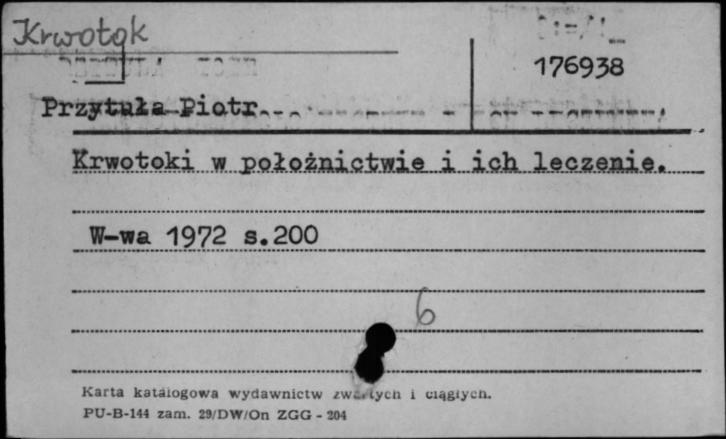 Krwotok
176938
Przytuła Piotr
Krwotoki w położnictwie i ich leczenie.
W-wa 1972 s.200
6
Karta katalogowa wydawnictw zwartych i ciągłych.
PU-B-144 zam. 29/DW/On ZGG - 204